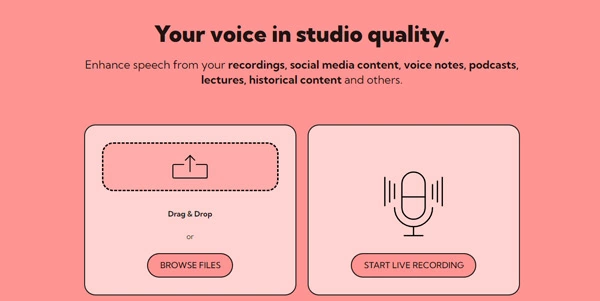 Your voice in studio quality.
Enhance speech from your recordings, social media content, voice notes, podcasts,
lectures, historical content and others.
Drag & Drop
or
BROWSE FILES
START LIVE RECORDING